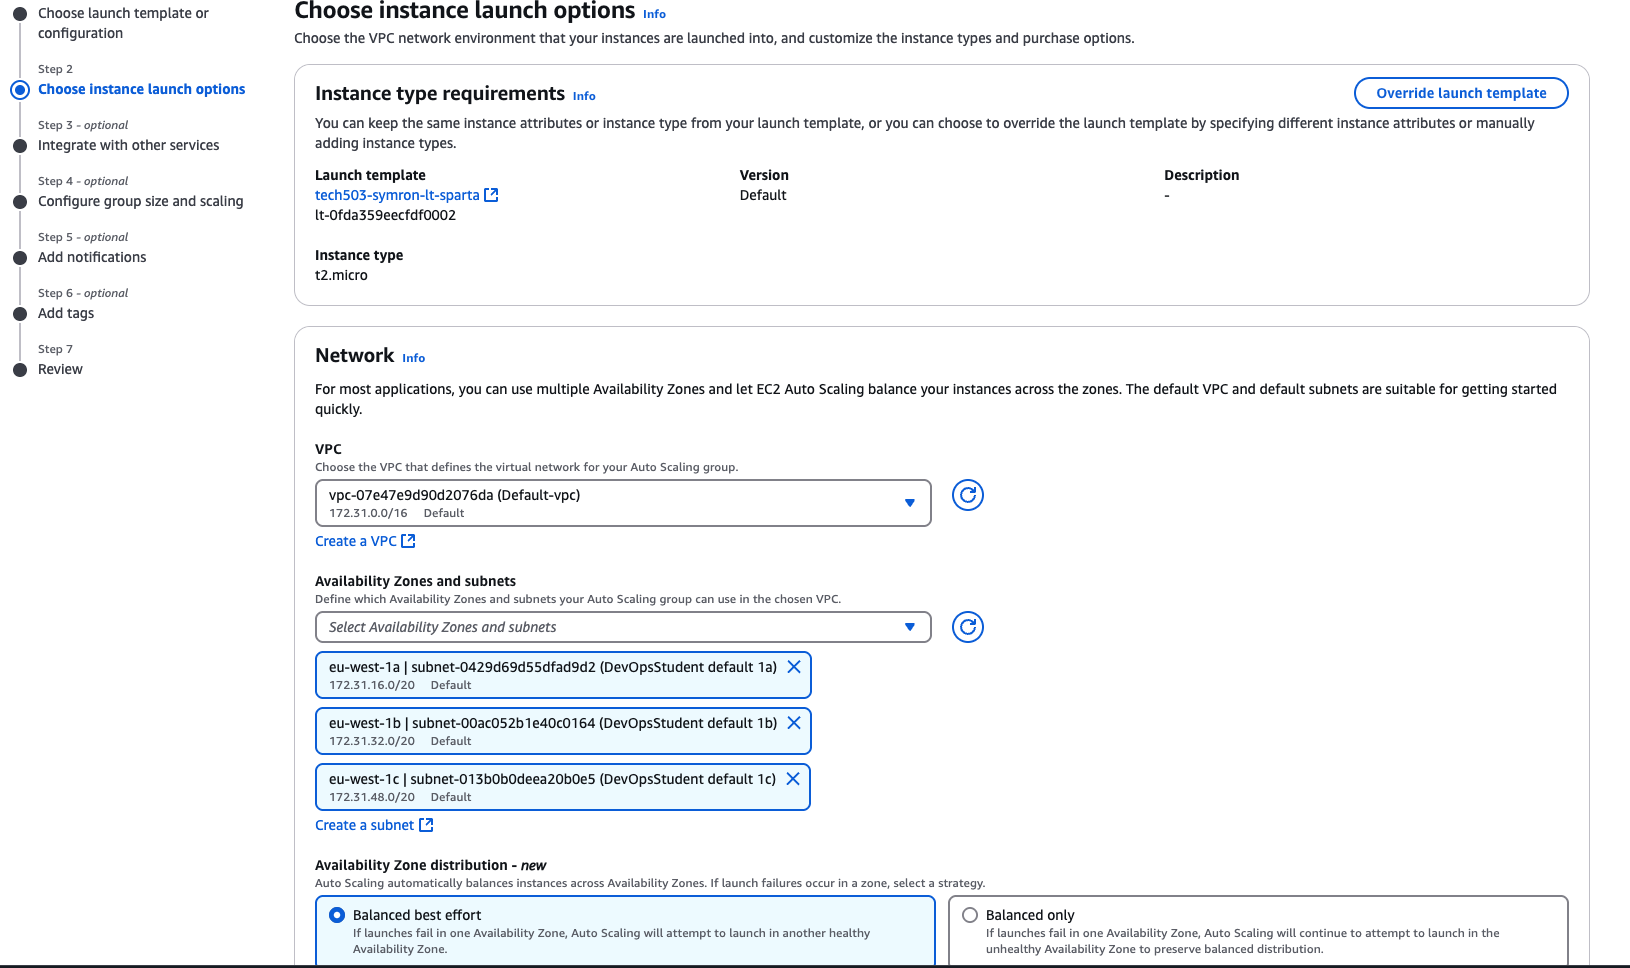 Choose launch template or
configuration
Step 2
Choose instance launch options
Step 3 - optional
Integrate with other services
Step 4 - optional
Configure group size and scaling
Step 5 - optional
Add notifications
Step 6 - optional
Add tags
Step 7
Review
Choose instance launch options Info
Choose the VPC network environment that your instances are launched into, and customize the instance types and purchase options.
Instance type requirements Info
Override launch template
You can keep the same instance attributes or instance type from your launch template, or you can choose to override the launch template by specifying different instance attributes or manually
adding instance types.
Launch template
tech503-symron-lt-sparta
lt-0fda359eecfdf0002
Version
Default
Description
-
Instance type
t2.micro
Network Info
For most applications, you can use multiple Availability Zones and let EC2 Auto Scaling balance your instances across the zones. The default VPC and default subnets are suitable for getting started
quickly.
VPC
Choose the VPC that defines the virtual network for your Auto Scaling group.
vpc-07e47e9d90d2076da (Default-vpc)
172.31.0.0/16 Default
Create a VPC
Availability Zones and subnets
Define which Availability Zones and subnets your Auto Scaling group can use in the chosen VPC.
Select Availability Zones and subnets
eu-west-1a | subnet-0429d69d55dfad9d2 (DevOpsStudent default 1a)
172.31.16.0/20 Default
eu-west-1b | subnet-00ac052b1e40c0164 (DevOpsStudent default 1b)
172.31.32.0/20 Default
eu-west-1c | subnet-013b0b0deea20b0e5 (DevOpsStudent default 1c)
172.31.48.0/20 Default
Create a subnet
Availability Zone distribution - new
Auto Scaling automatically balances instances across Availability Zones. If launch failures occur in a zone, select a strategy.
Balanced best effort
If launches fail in one Availability Zone, Auto Scaling will attempt to launch in another healthy
Availability Zone.
Balanced only
If launches fail in one Availability Zone, Auto Scaling will continue to attempt to launch in the
unhealthy Availability Zone to preserve balanced distribution.